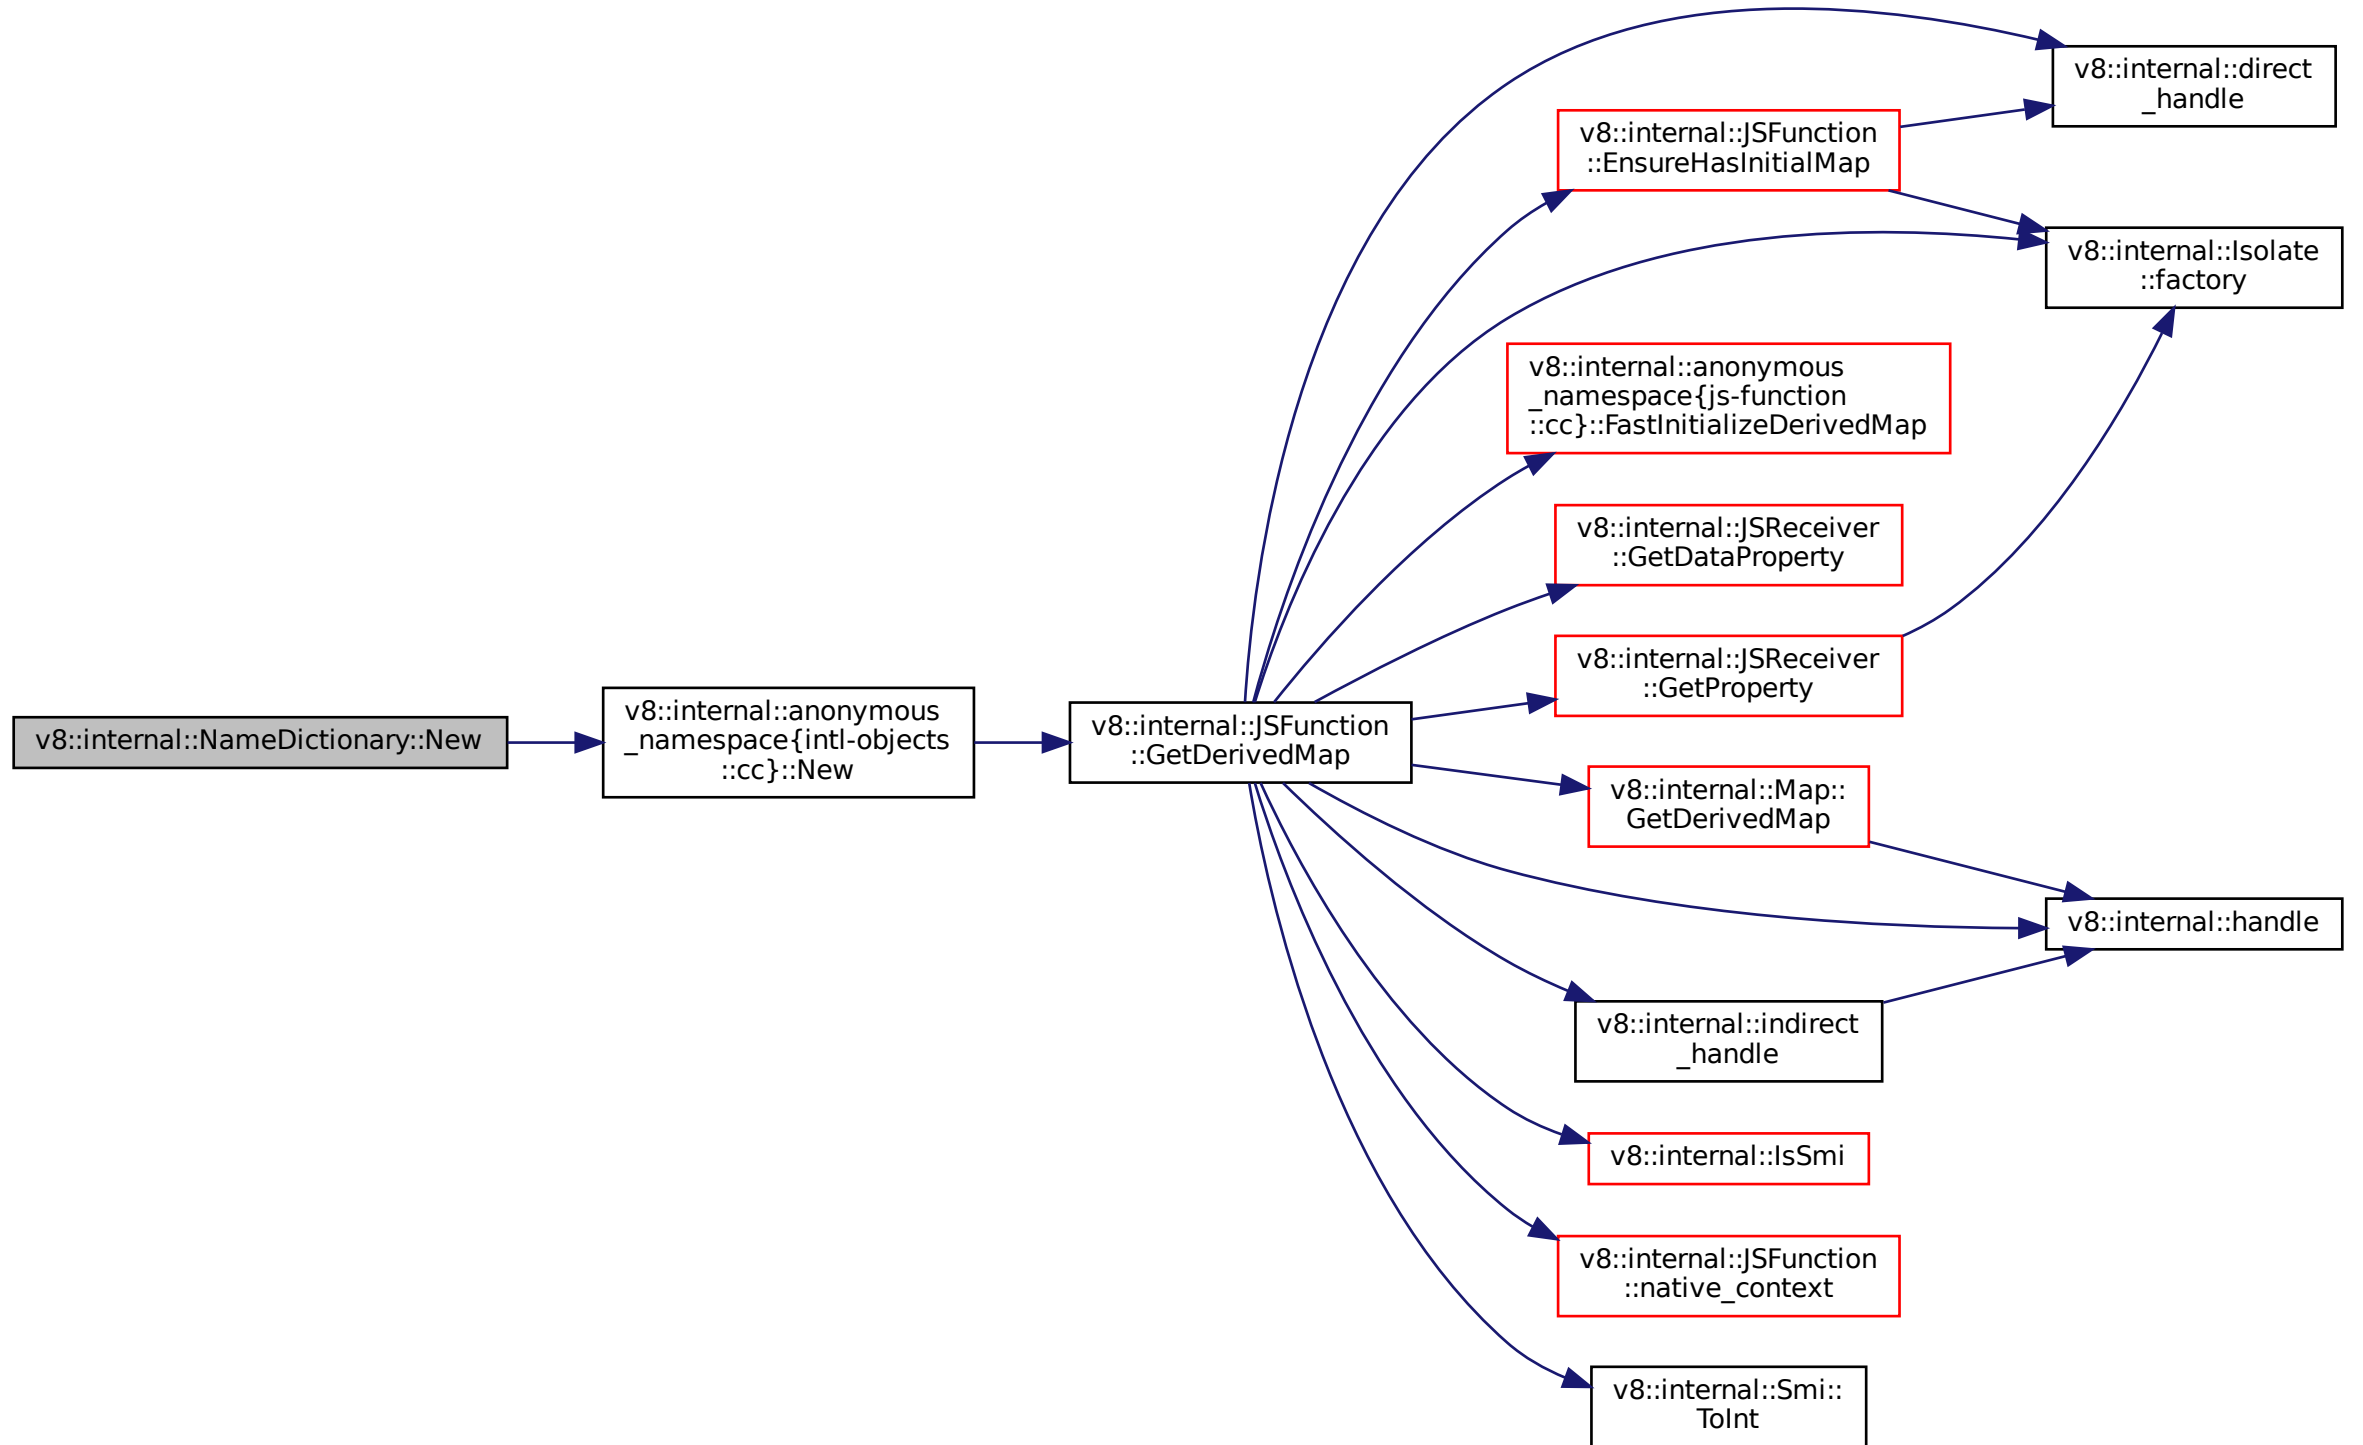 v8::internal::NameDictionary::New
v8::internal::anonymous
_namespace{intl-objects
::cc}::New
v8::internal::JSFunction
::GetDerivedMap
v8::internal::direct
_handle
v8::internal::JSFunction
::EnsureHasInitialMap
v8::internal::Isolate
::factory
v8::internal::anonymous
_namespace{js-function
::cc}::FastInitializeDerivedMap
v8::internal::JSReceiver
::GetDataProperty
v8::internal::JSReceiver
::GetProperty
v8::internal::Map::
GetDerivedMap
v8::internal::handle
v8::internal::indirect
_handle
v8::internal::IsSmi
v8::internal::JSFunction
::native_context
v8::internal::Smi::
ToInt